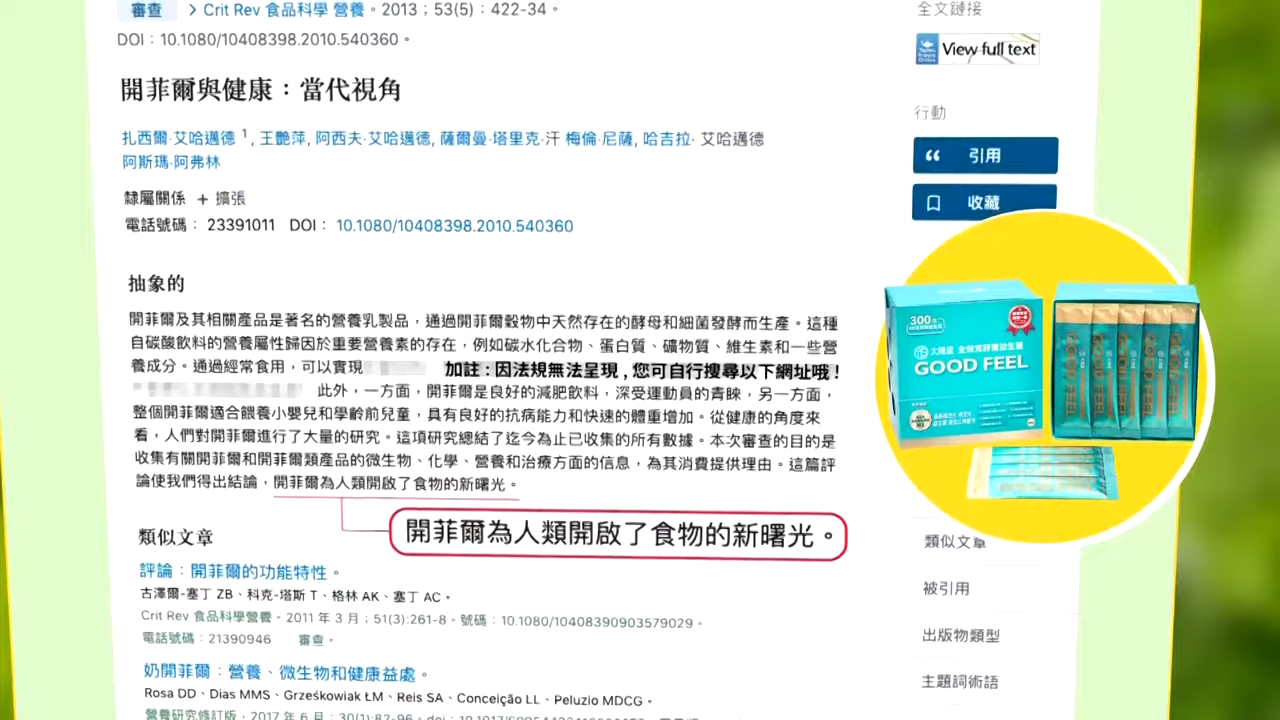 審查 > Crit Rev 食品科學 營養。2013；53(5)：422-34。
DOI：10.1080/10408398.2010.540360。
開菲爾與健康：當代視角
扎西爾·艾哈邁德 1, 王艷萍, 阿西夫·艾哈邁德, 薩爾曼·塔里克·汗 梅倫·尼薩, 哈吉拉· 艾哈邁德
阿斯瑪·阿弗林
隸屬關係 + 擴張
電話號碼： 23391011 DOI： 10.1080/10408398.2010.540360
抽象的
開菲爾及其相關產品是著名的營養乳製品，通過開菲爾穀物中天然存在的酵母和細菌發酵而生產。這種
自碳酸飲料的營養屬性歸因於重要營養素的存在，例如碳水化合物、蛋白質、礦物質、維生素和一些營
養成分。通過經常食用，可以實現
加註 : 因法規無法呈現 , 您可自行搜尋以下網址哦 !
此外，一方面，開菲爾是良好的減肥飲料，深受運動員的青睞，另一方面，
整個開菲爾適合餵養小嬰兒和學齡前兒童，具有良好的抗病能力和快速的體重增加。從健康的角度來
看，人們對開菲爾進行了大量的研究。這項研究總結了迄今為止已收集的所有數據。本次審查的目的是
收集有關開菲爾和開菲爾類產品的微生物、化學、營養和治療方面的信息，為其消費提供理由。這篇評
論使我們得出結論，開菲爾為人類開啟了食物的新曙光。
開菲爾為人類開啟了食物的新曙光。
類似文章
評論：開菲爾的功能特性。
古澤爾-塞丁 ZB、科克-塔斯 T、格林 AK、塞丁 AC。
Crit Rev 食品科學營養。2011 年 3 月；51(3):261-8。號碼：10.1080/10408390903579029。
電話號碼：21390946 審查。
奶開菲爾：營養、微生物和健康益處。
Rosa DD、Dias MMS、Grześkowiak ŁM、Reis SA、Conceição LL、Peluzio MDCG。
營養研究修訂版。2017 年 6 月；30(1):82-96。
全文鏈接
View full text
行動
引用
收藏
300
GOOD FEEL
GOOD FEEL
GOOD FEEL
GOOD FEEL
GOOD FEEL
GOOD FEEL
類似文章
被引用
出版物類型
主題詞術語